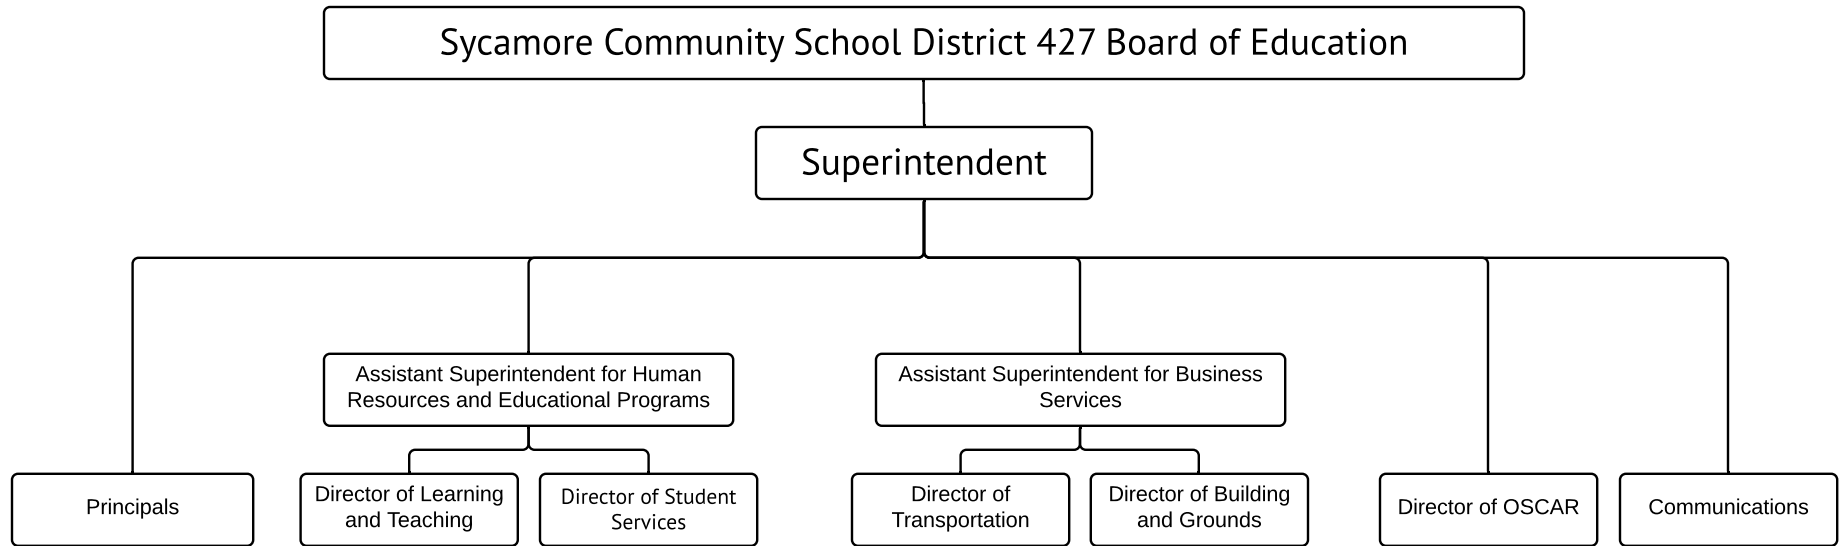 Sycamore Community School District 427 Board of Education
Superintendent
Assistant Superintendent for Human
Resources and Educational Programs
Assistant Superintendent for Business
Services
Principals
Director of Learning
and Teaching
Director of Student
Services
Director of
Transportation
Director of Building
and Grounds
Director of OSCAR
Communications